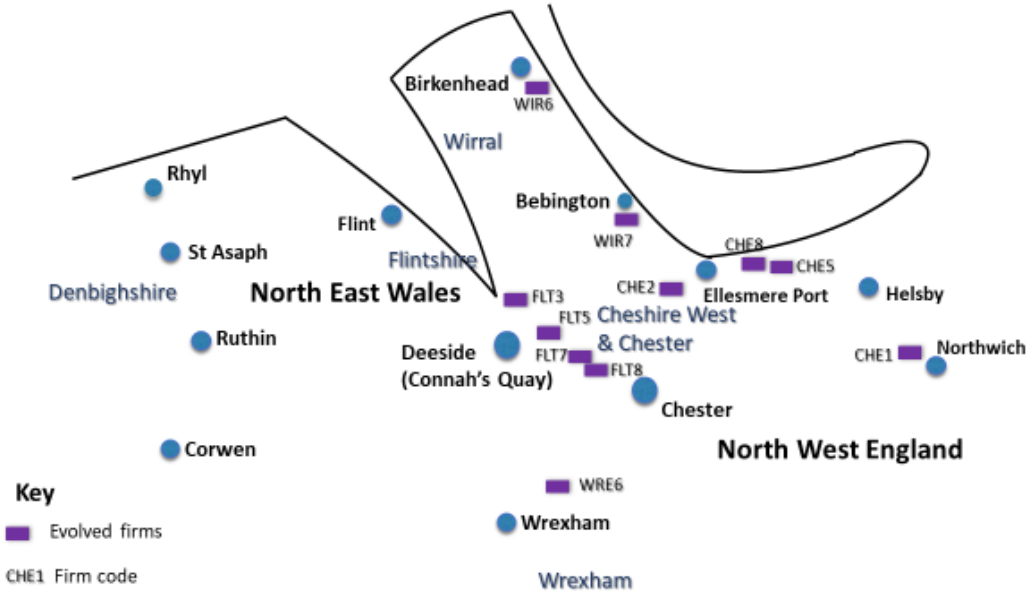 Birkenhead
WIR6
Wirral
Rhyl
Bebington
Flint
WIR7
CHE8
St Asaph
Flintshire
CHE5
Denbighshire
North East Wales
CHE2
Ellesmere Port
Helsby
FLT3
FLT5
Cheshire West
& Chester
Ruthin
Deeside
(Connah's Quay)
FLT7
FLT8
CHE1
Northwich
Chester
Corwen
North West England
Key
WRE6
Evolved firms
Wrexham
CHE1 Firm code
Wrexham